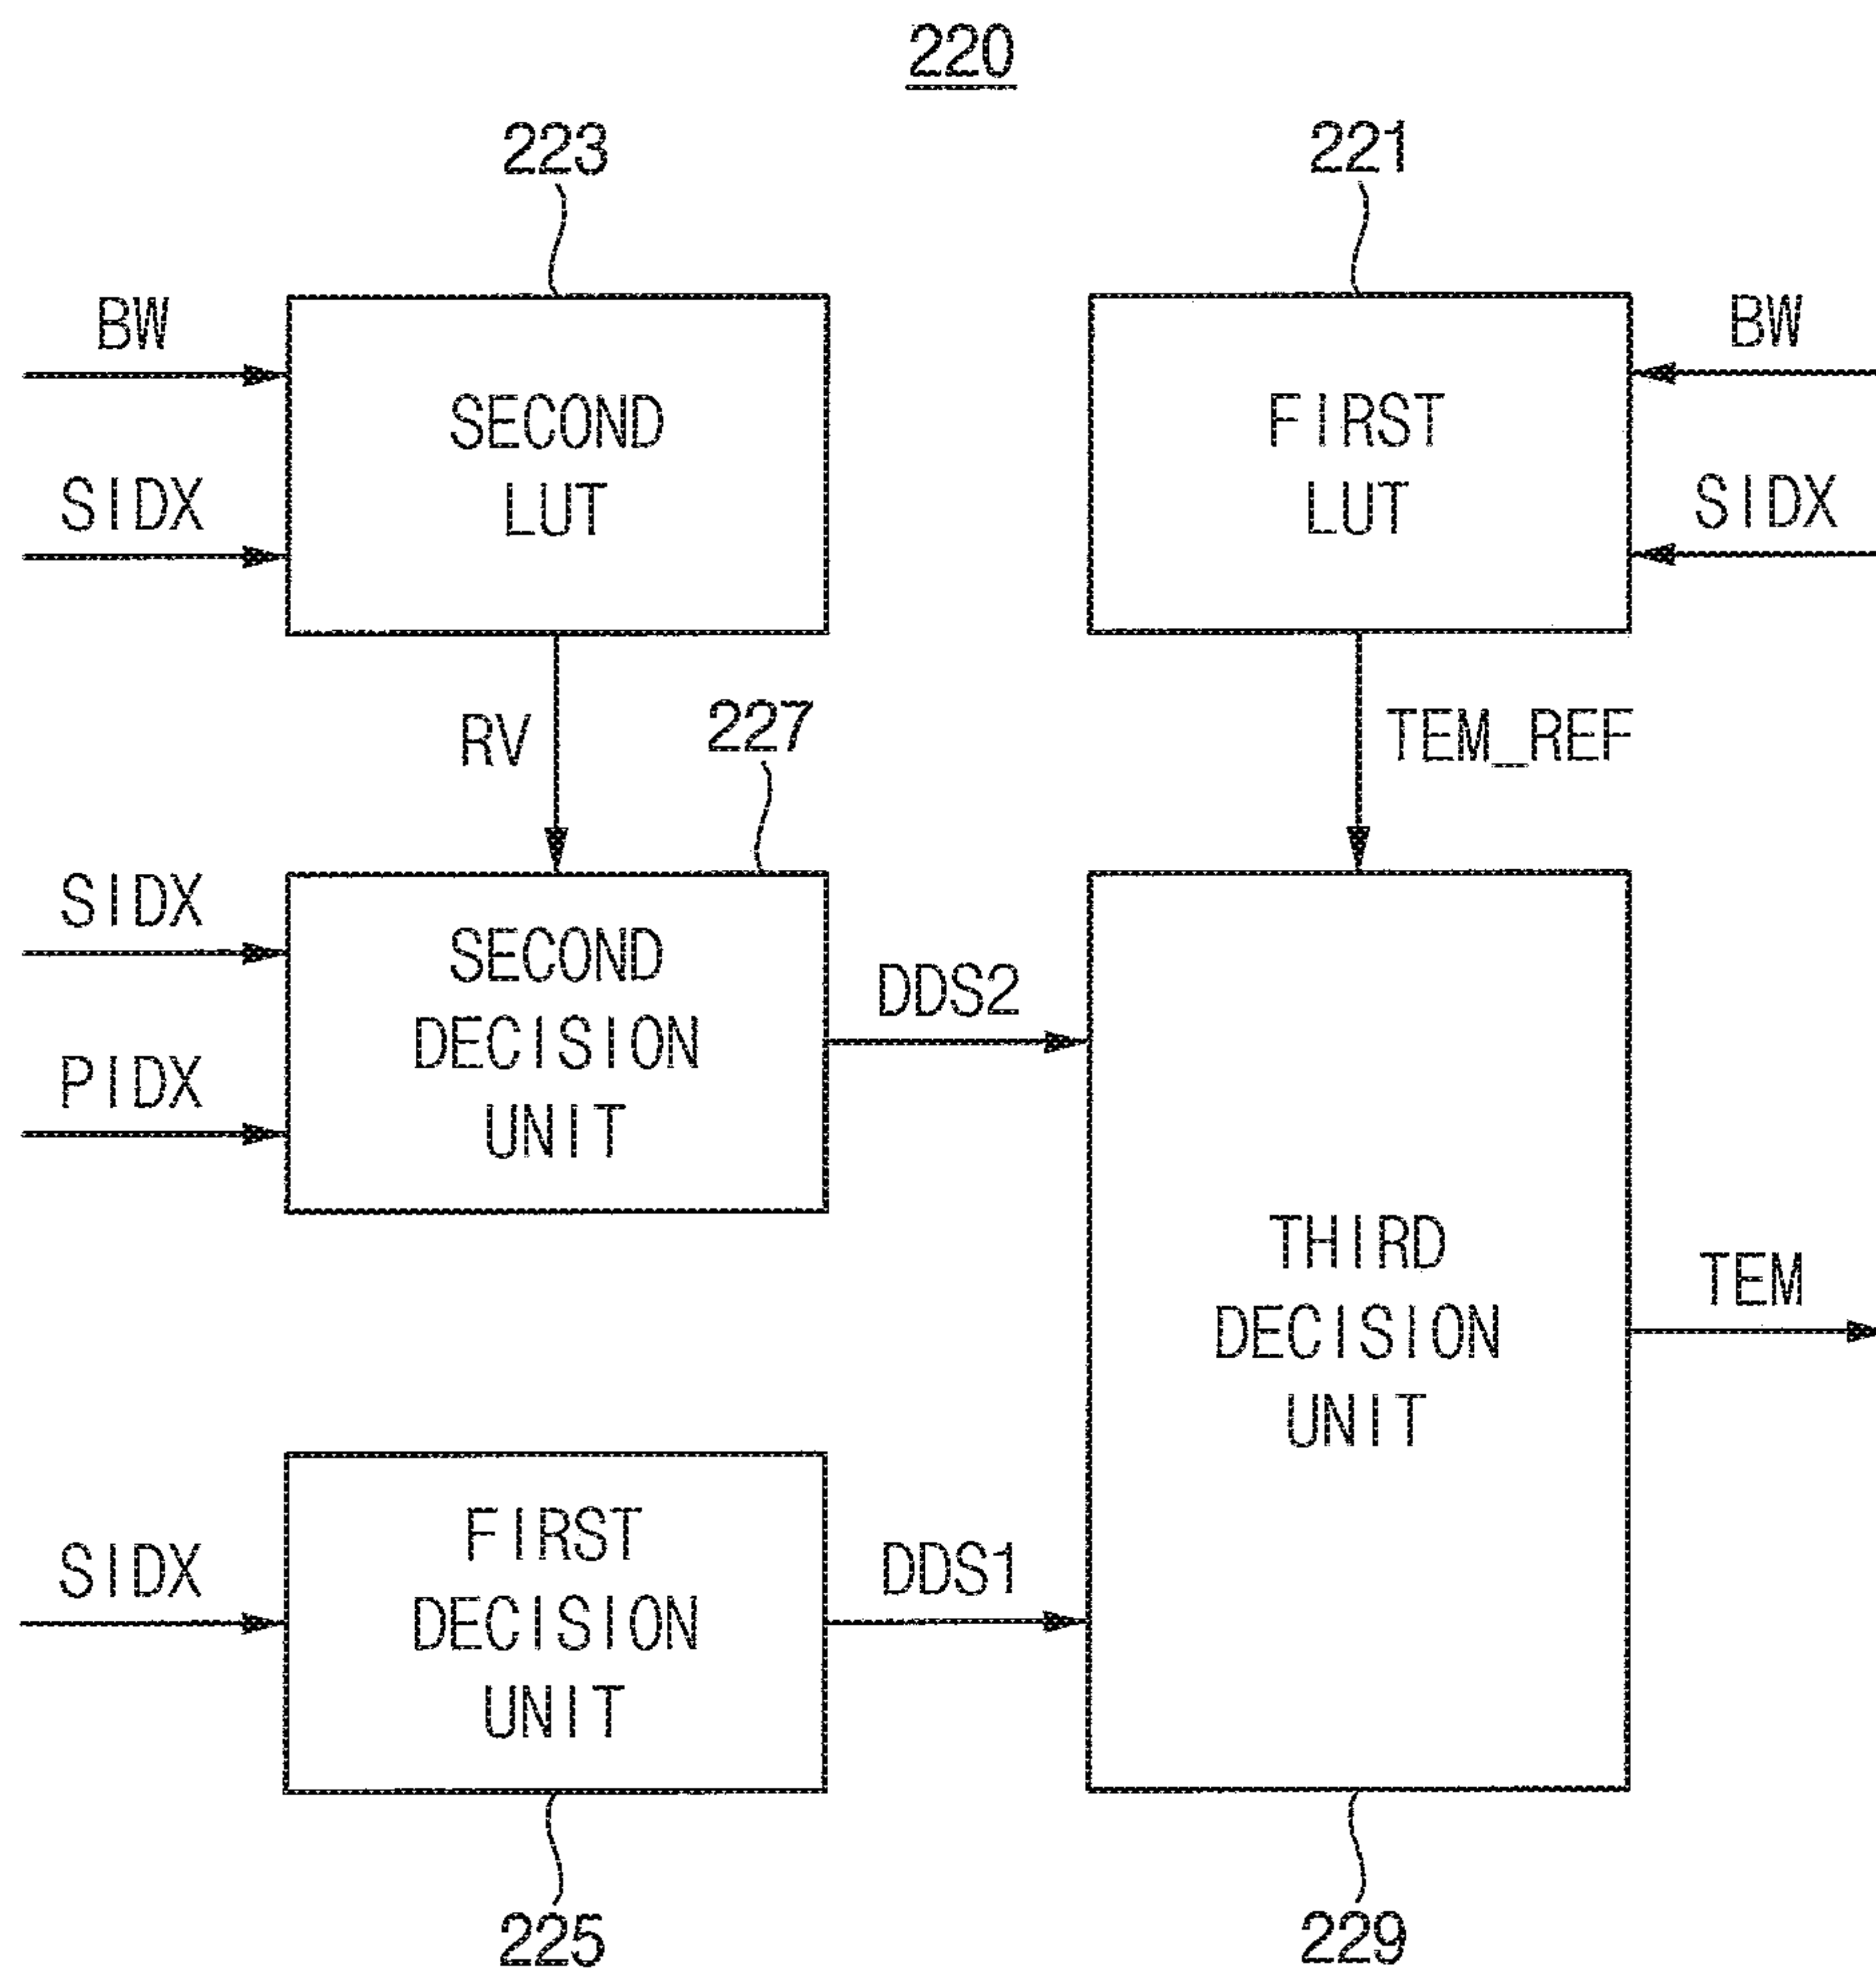 220
223
221
BW
SECOND
LUT
SIDX
FIRST
LUT
BW
SIDX
RV
227
TEM_REF
SIDX
PIDX
SECOND
DECISION
UNIT
DDS2
THIRD
DECISION
UNIT
TEM
SIDX
FIRST
DECISION
UNIT
DDS1
225
229